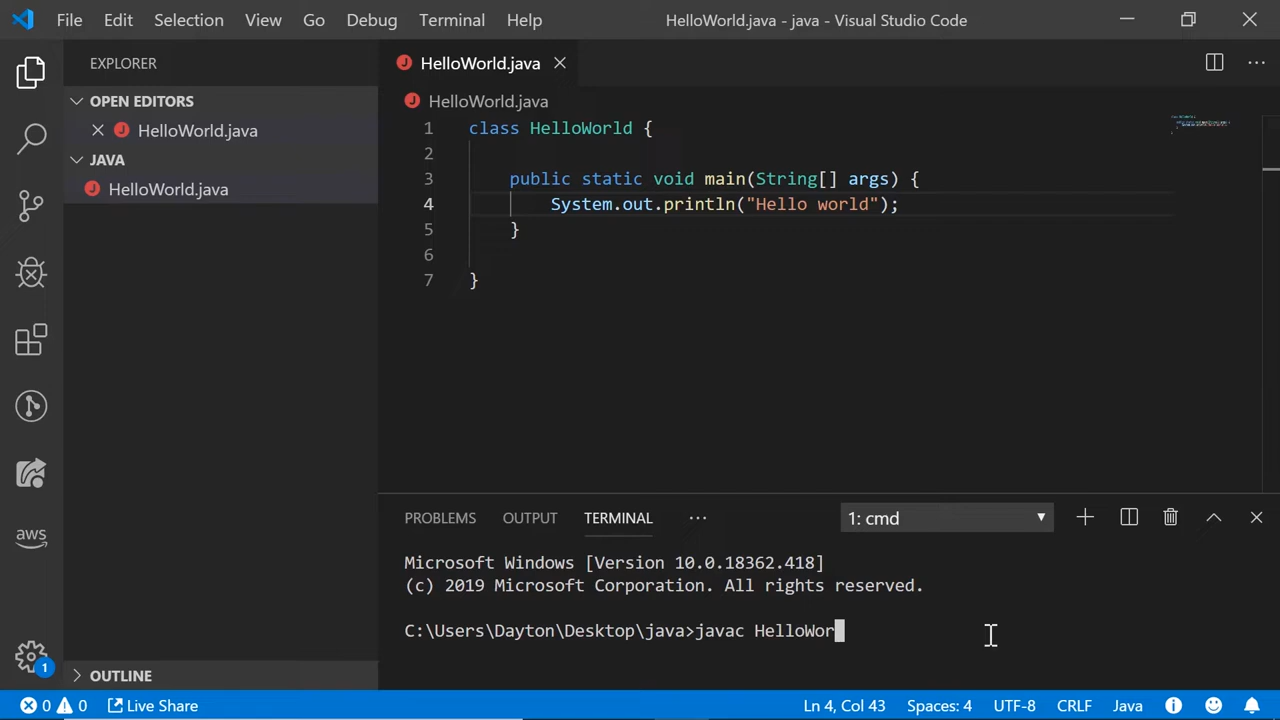 File Edit Selection View Go Debug Terminal Help HelloWorld.java - java - Visual Studio Code
EXPLORER
OPEN EDITORS
HelloWorld.java
JAVA
HelloWorld.java
OUTLINE
aws
1
HelloWorld.java
HelloWorld.java
1 class HelloWorld {
2
3 public static void main(String[] args) {
4 System.out.println("Hello world");
5 }
6
7 }
PROBLEMS OUTPUT TERMINAL ... 1: cmd
Microsoft Windows [Version 10.0.18362.418]
(c) 2019 Microsoft Corporation. All rights reserved.
C:\Users\Dayton\Desktop\java>javac HelloWor
0 0 Live Share Ln 4, Col 43 Spaces: 4 UTF-8 CRLF Java